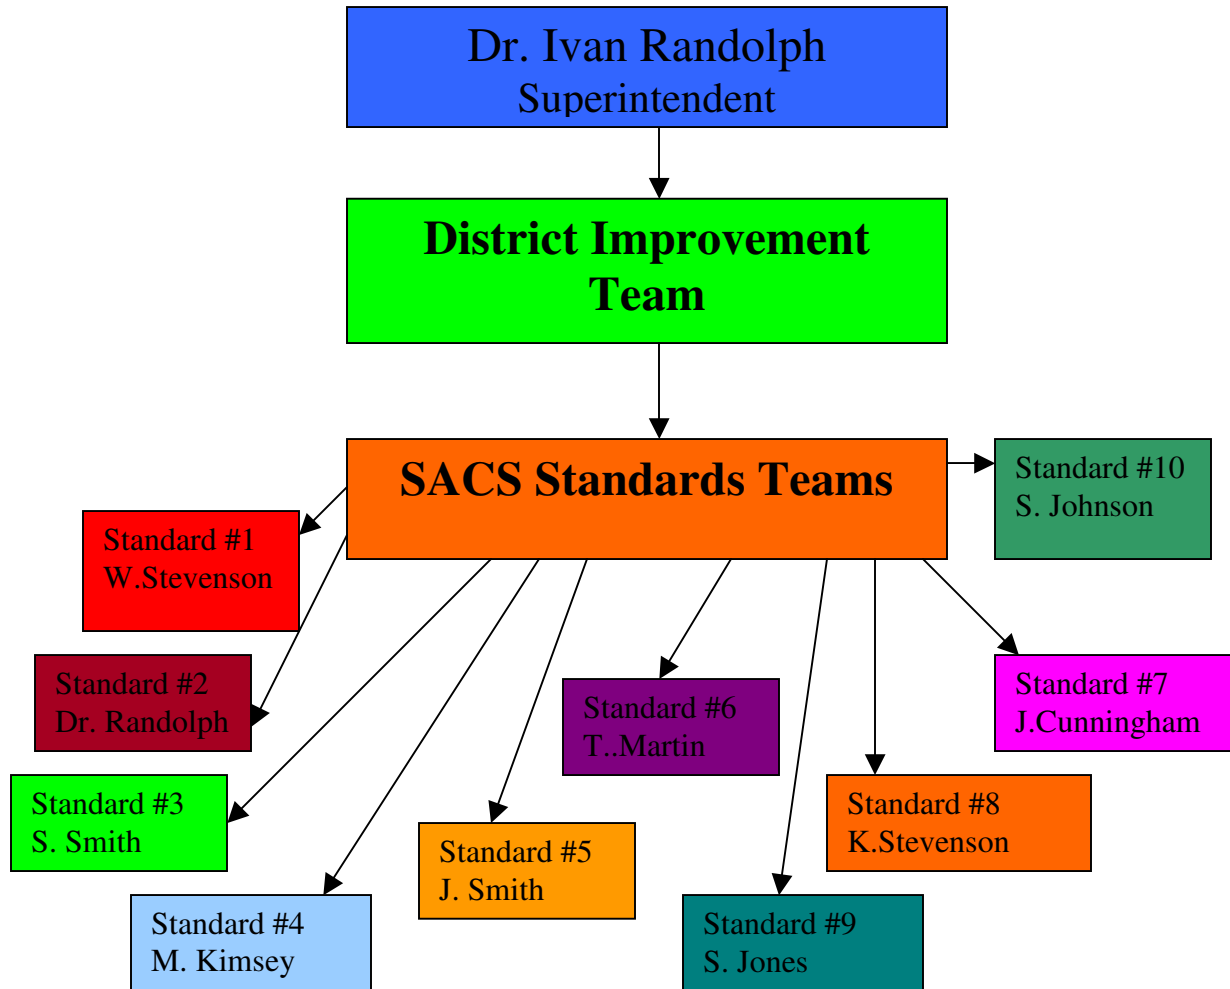 Dr. Ivan Randolph
Superintendent
District Improvement
Team
SACS Standards Teams
Standard #10
S. Johnson
Standard #1
W.Stevenson
Standard #2
Dr. Randolph
Standard #6
T..Martin
Standard #7
J.Cunningham
Standard #3
S. Smith
Standard #5
J. Smith
Standard #8
K.Stevenson
Standard #4
M. Kimsey
Standard #9
S. Jones